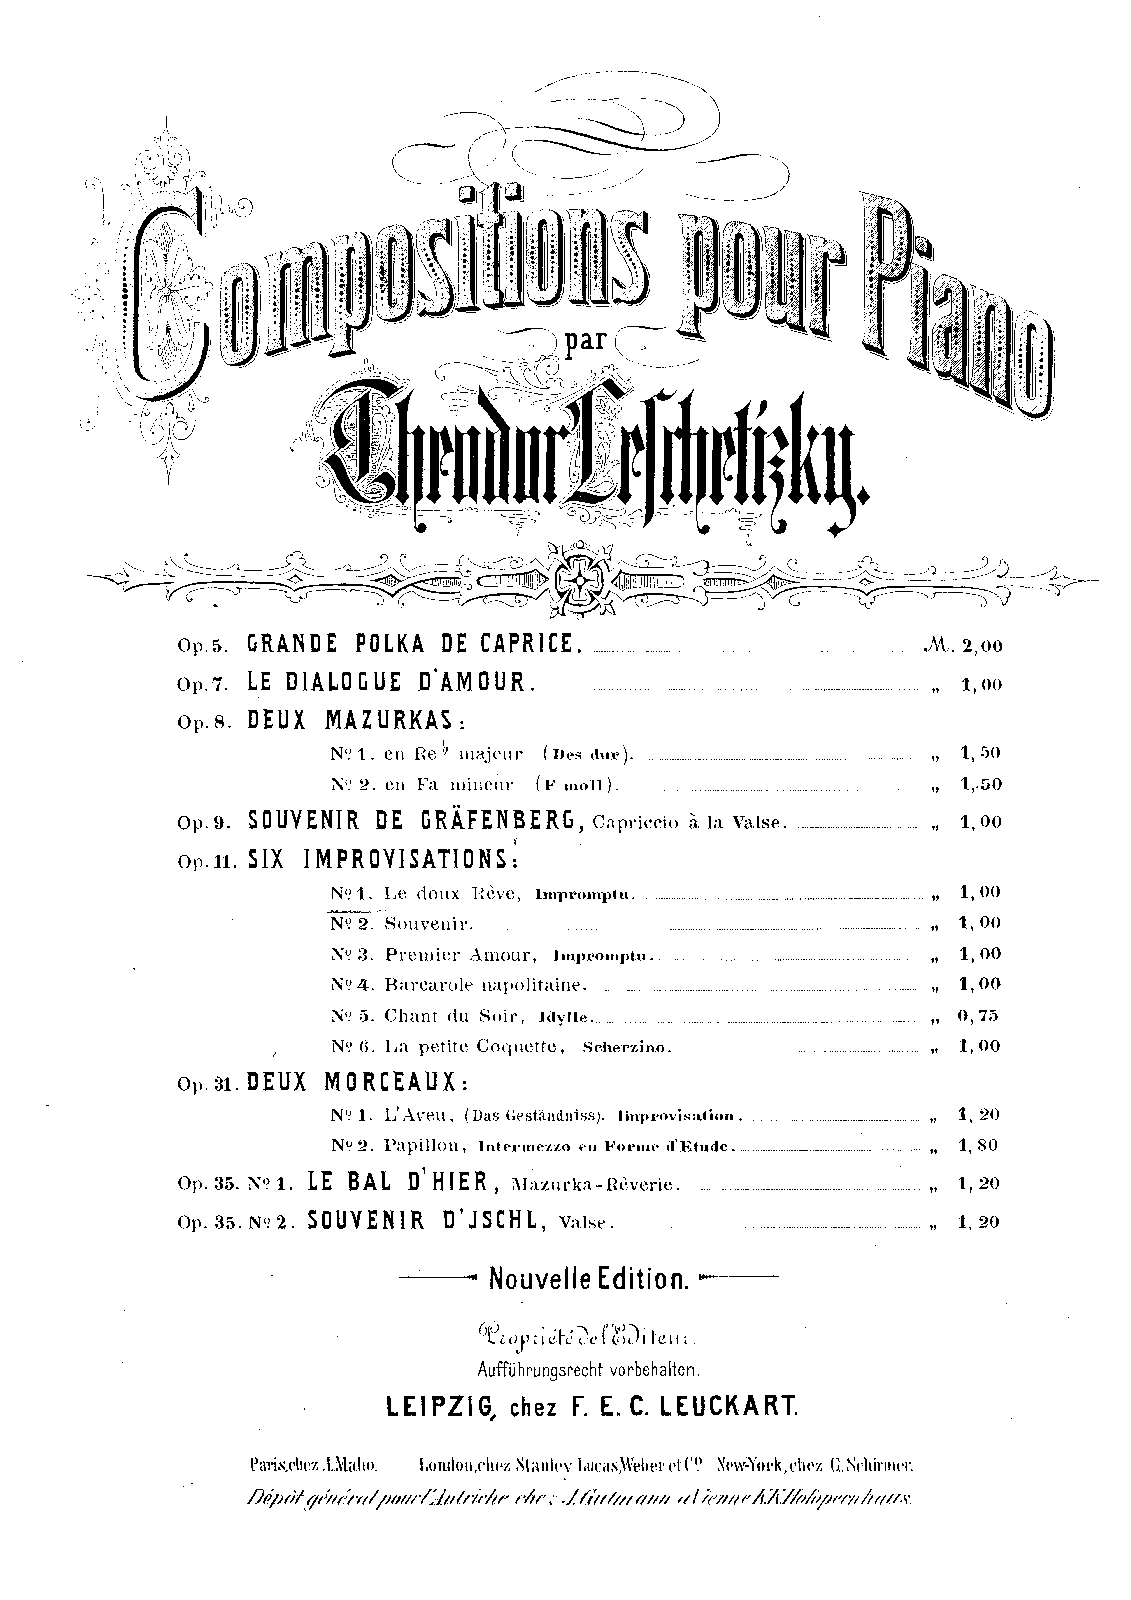 Compositions pour Piano
par
Theodor Leschetizky.
Op. 5. GRANDE POLKA DE CAPRICE. M. 2,00
Op. 7. LE DIALOGUE D'AMOUR. „ 1,00
Op. 8. DEUX MAZURKAS:
No 1. en Re♭ majeur (Des dur). „ 1,50
No 2. en Fa mineur (F moll). „ 1,50
Op. 9. SOUVENIR DE GRÄFENBERG, Capriccio à la Valse. „ 1,00
Op. 11. SIX IMPROVISATIONS:
No 1. Le doux Rêve, Impromptu. „ 1,00
No 2. Souvenir. „ 1,00
No 3. Premier Amour, Impromptu. „ 1,00
No 4. Barcarole napolitaine. „ 1,00
No 5. Chant du Soir, Idylle. „ 0,75
No 6. La petite Coquette, Scherzino. „ 1,00
Op. 31. DEUX MORCEAUX:
No 1. L'Aveu, (Das Geständniss). Improvisation. „ 1,20
No 2. Papillon, Intermezzo en Forme d'Etude. „ 1,80
Op. 35. No 1. LE BAL D'HIER, Mazurka-Rêverie. „ 1,20
Op. 35. No 2. SOUVENIR D'JSCHL, Valse. „ 1,20
Nouvelle Edition.
Propriété de l'Editeur.
Aufführungsrecht vorbehalten.
LEIPZIG, chez F. E. C. LEUCKART.
Paris, chez J. Maho. London, chez Stanley Lucas, Weber et Co New-York, chez G. Schirmer.
Dépôt général pour l'Autriche chez J. Gutmann a Vienne K.K. Hofopernhaus.